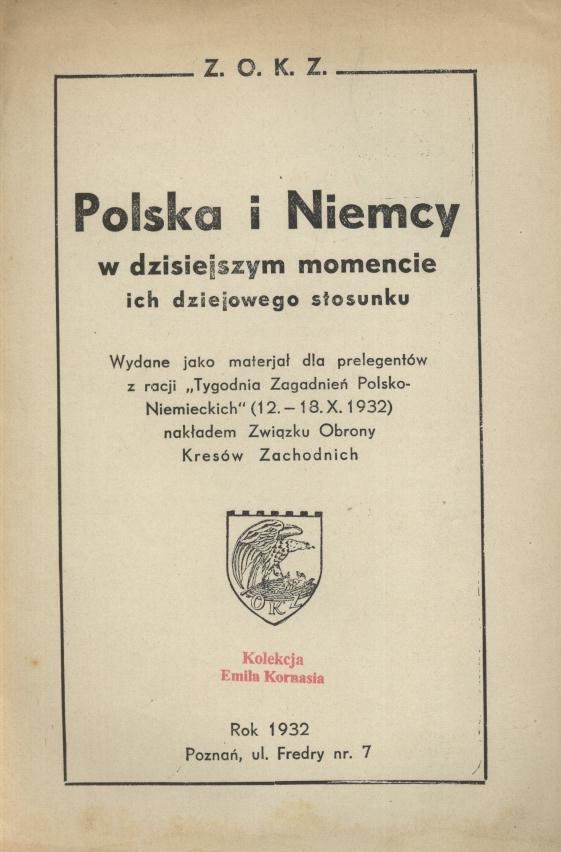 Z. O. K. Z.
Polska i Niemcy
w dzisiejszym momencie
ich dziejowego stosunku
Wydane jako materjał dla prelegentów
z racji „Tygodnia Zagadnień Polsko-
Niemieckich“ (12. – 18. X. 1932)
nakładem Związku Obrony
Kresów Zachodnich
OKZ
Kolekcja
Emila Kornasia
Rok 1932
Poznań, ul. Fredry nr. 7